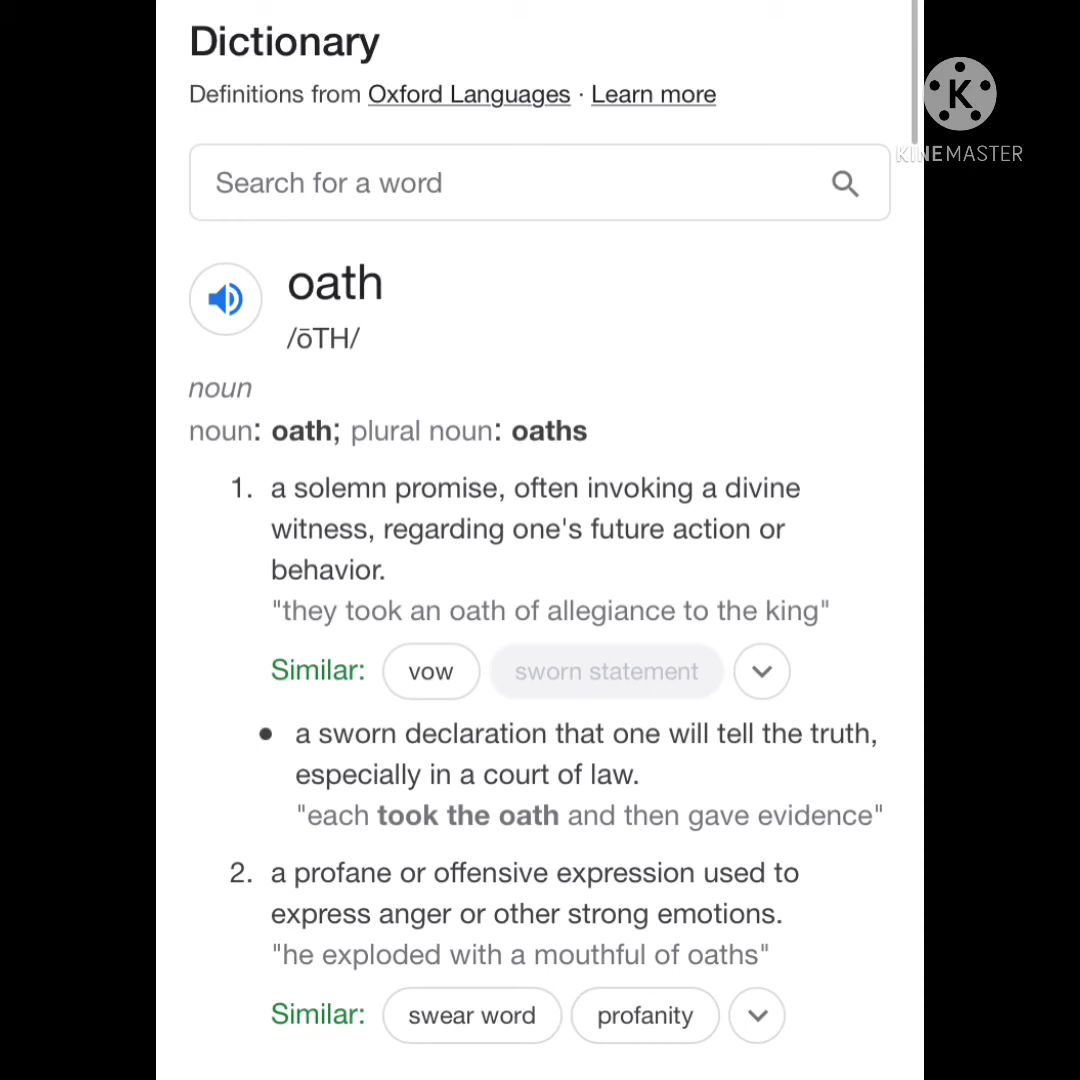 Dictionary
Definitions from Oxford Languages · Learn more
K
KINEMASTER
Search for a word
oath
/ōTH/
noun
noun: oath; plural noun: oaths
1. a solemn promise, often invoking a divine
witness, regarding one's future action or
behavior.
"they took an oath of allegiance to the king"
Similar: vow sworn statement
• a sworn declaration that one will tell the truth,
especially in a court of law.
"each took the oath and then gave evidence"
2. a profane or offensive expression used to
express anger or other strong emotions.
"he exploded with a mouthful of oaths"
Similar: swear word profanity